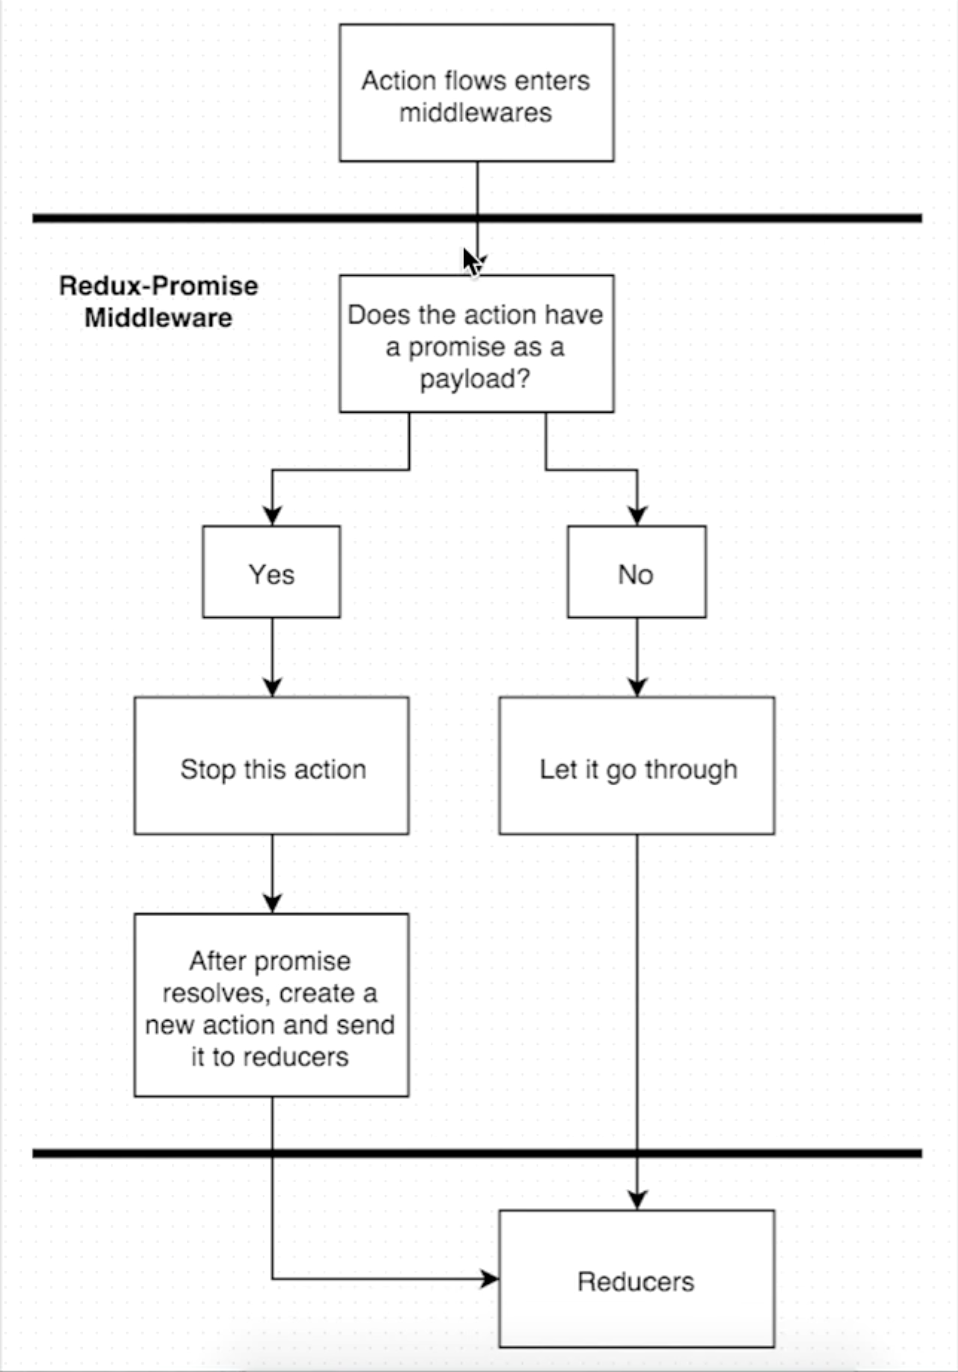 Action flows enters
middlewares
Redux-Promise
Middleware
Does the action have
a promise as a
payload?
Yes
No
Stop this action
Let it go through
After promise
resolves, create a
new action and send
it to reducers
Reducers